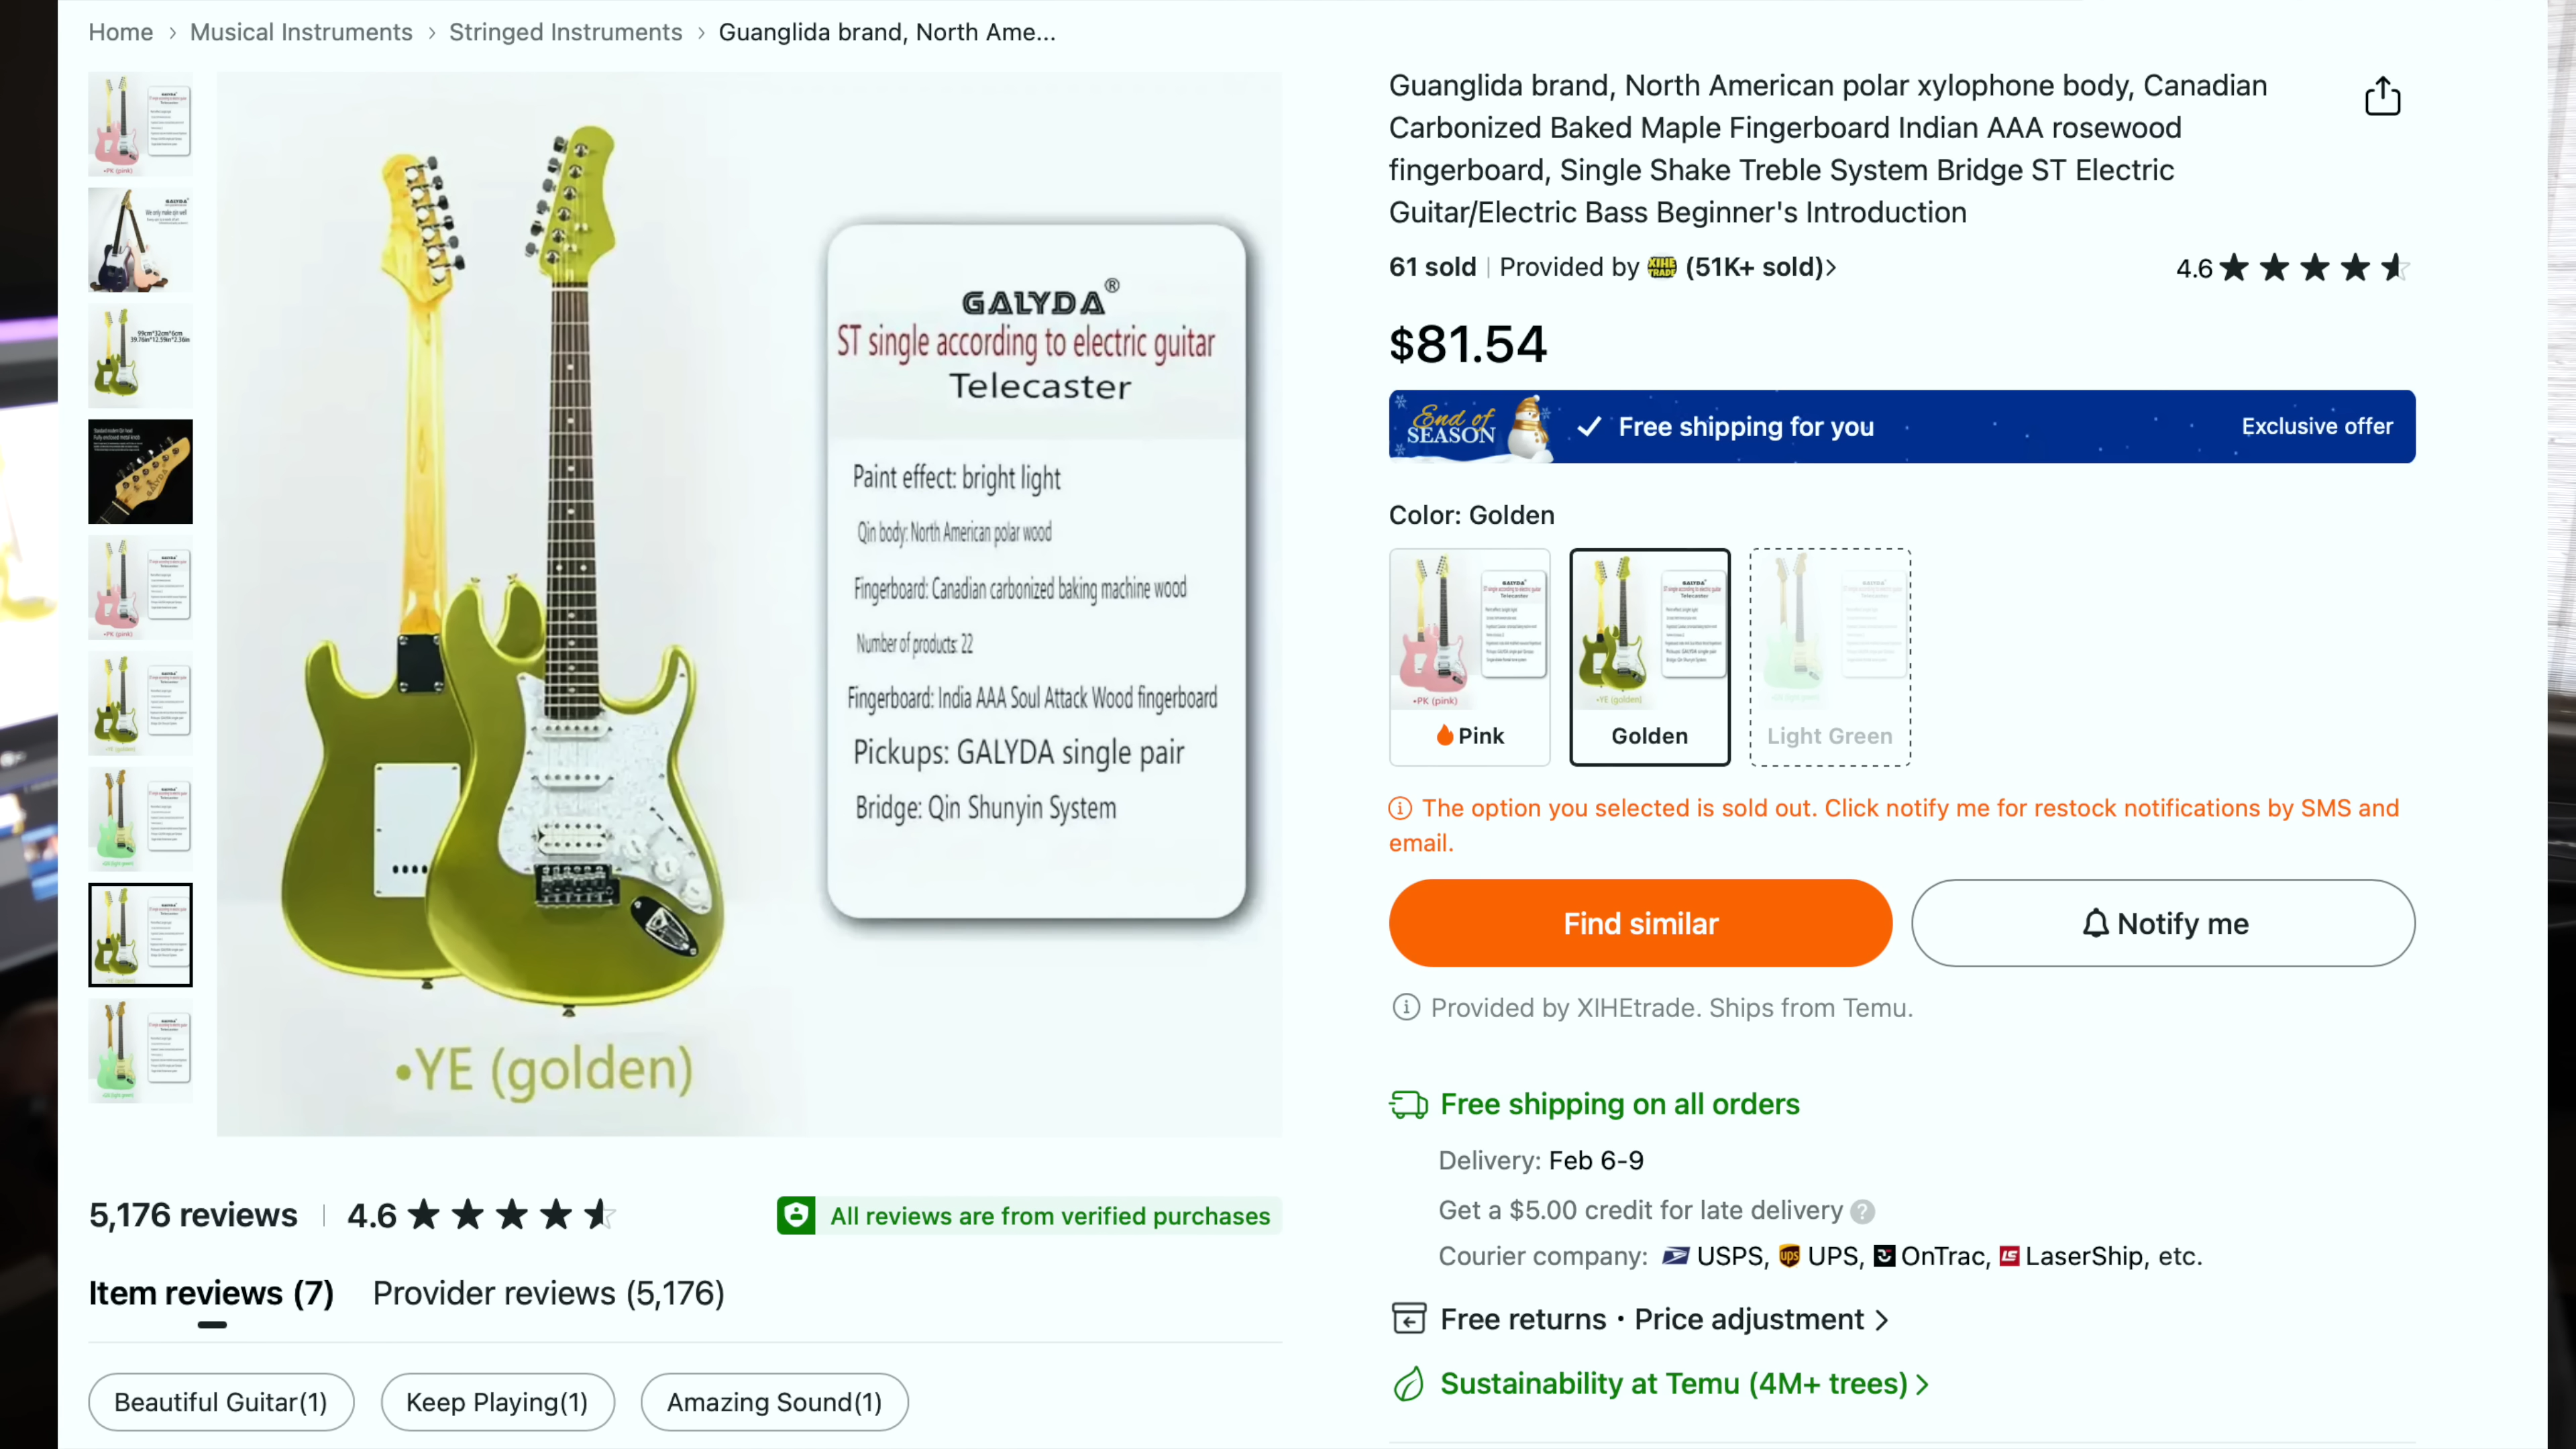 Home › Musical Instruments › Stringed Instruments › Guanglida brand, North Ame...
GALYDA®
ST single according to electric guitar
Telecaster
Paint effect: bright light
Qin body: North American polar wood
Fingerboard: Canadian carbonized baking machine wood
Number of products: 22
Fingerboard: India AAA Soul Attack Wood fingerboard
Pickups: GALYDA single pair
Bridge: Qin Shunyin System
•YE (golden)
5,176 reviews | 4.6
All reviews are from verified purchases
Item reviews (7) Provider reviews (5,176)
Beautiful Guitar(1) Keep Playing(1) Amazing Sound(1)
Guanglida brand, North American polar xylophone body, Canadian
Carbonized Baked Maple Fingerboard Indian AAA rosewood
fingerboard, Single Shake Treble System Bridge ST Electric
Guitar/Electric Bass Beginner's Introduction
61 sold | Provided by XIHE TRADE (51K+ sold)>
4.6
$81.54
End of SEASON
Free shipping for you
Exclusive offer
Color: Golden
•PK (pink)
•YE (golden)
Pink
Golden
Light Green
The option you selected is sold out. Click notify me for restock notifications by SMS and
email.
Find similar
Notify me
Provided by XIHEtrade. Ships from Temu.
Free shipping on all orders
Delivery: Feb 6-9
Get a $5.00 credit for late delivery ?
Courier company: USPS, UPS, OnTrac, LaserShip, etc.
Free returns • Price adjustment >
Sustainability at Temu (4M+ trees) >